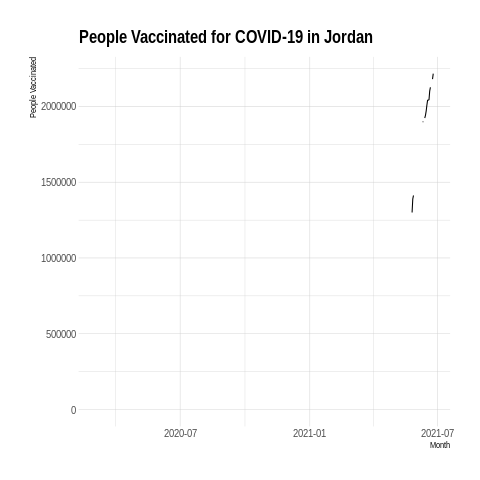 People Vaccinated for COVID-19 in Jordan
People Vaccinated
2000000
1500000
1000000
500000
0
2020-07 2021-01 2021-07
Month